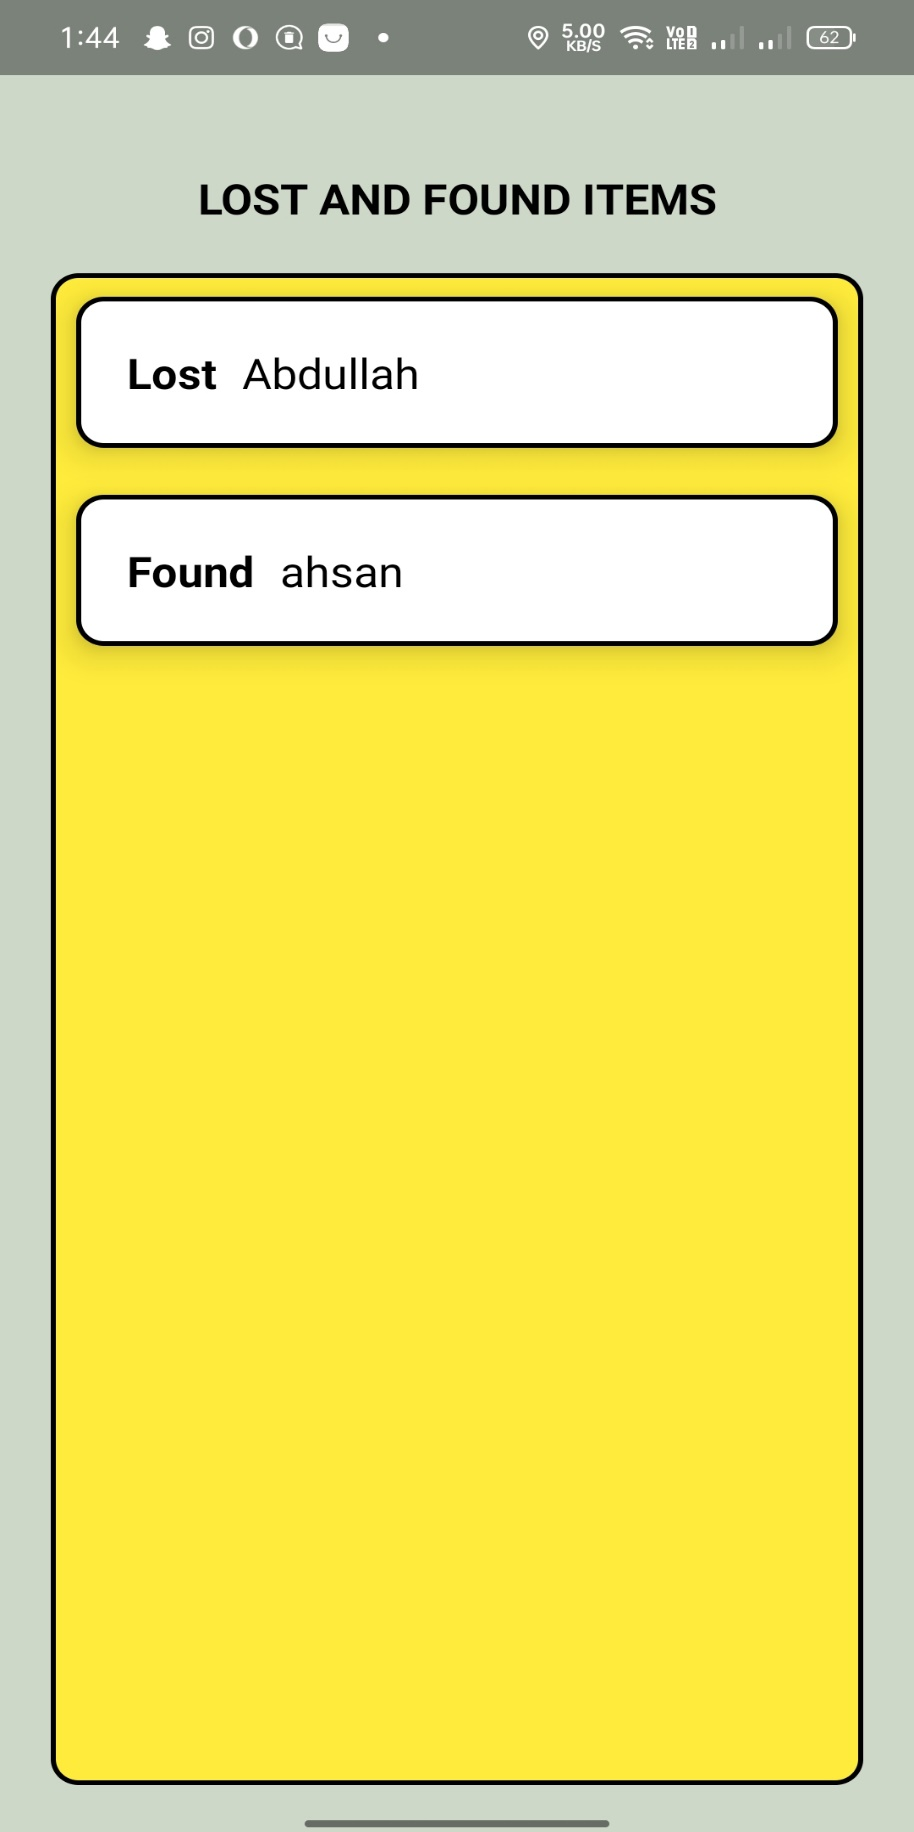 1:44 5.00 KB/S VoD LTE2 62
LOST AND FOUND ITEMS
Lost Abdullah
Found ahsan